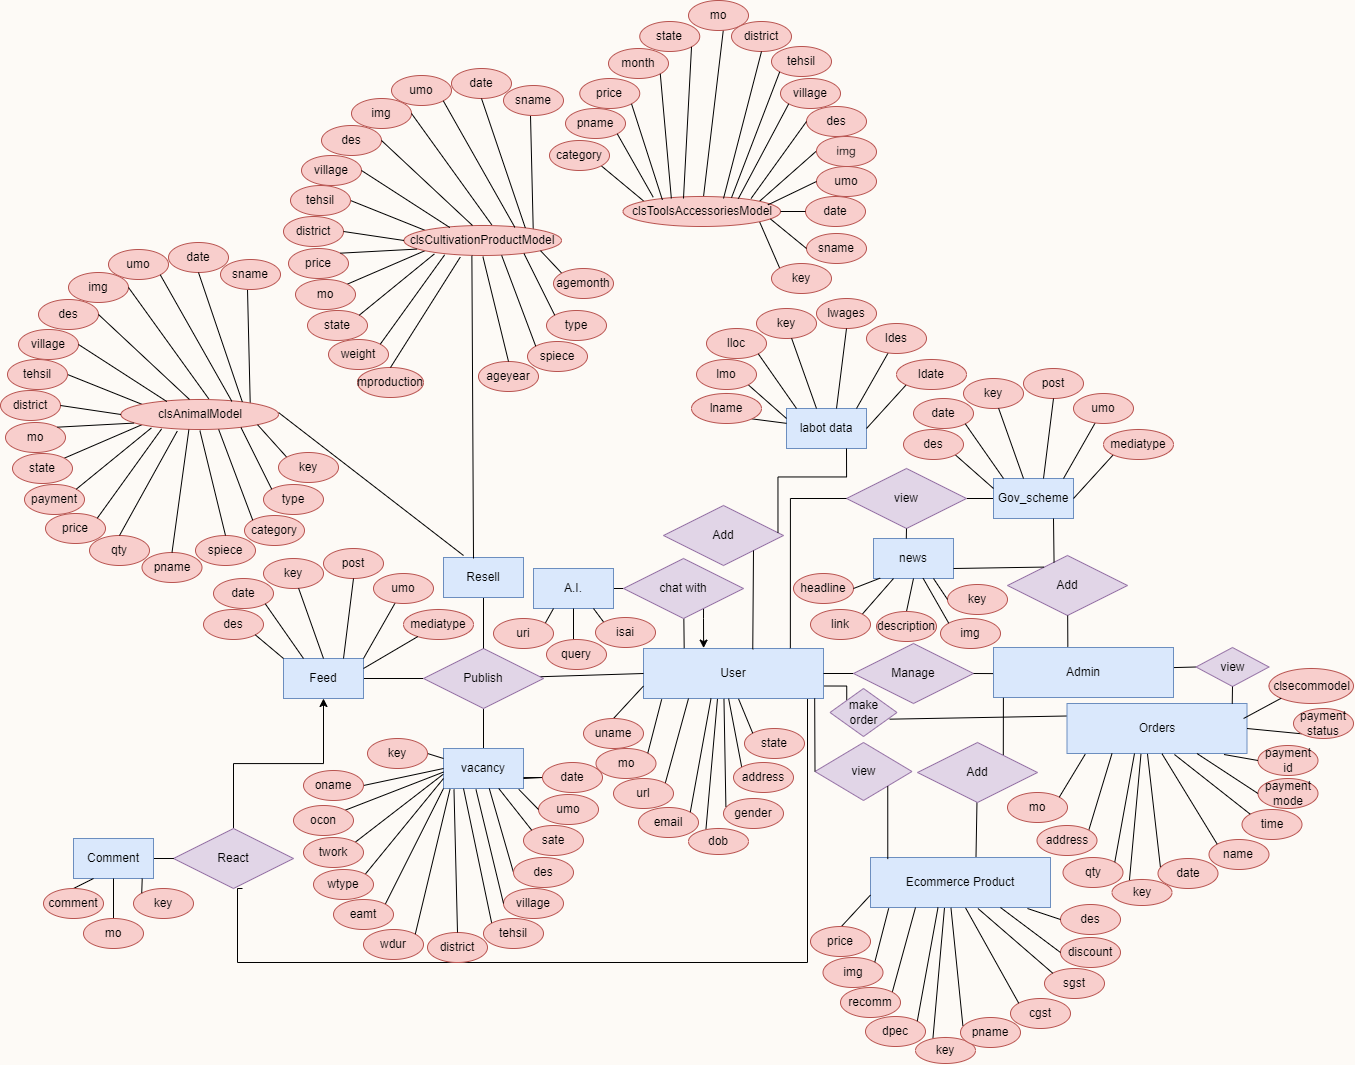 mo
state
district
month
tehsil
price
village
pname
des
category
img
umo
clsToolsAccessoriesModel
date
sname
key
umo
date
sname
img
des
village
tehsil
district
clsCultivationProductModel
price
mo
agemonth
state
type
weight
spiece
mproduction
ageyear
umo
date
sname
img
des
village
tehsil
district
clsAnimalModel
mo
state
key
payment
type
price
category
qty
spiece
pname
lwages
key
ldes
lloc
lmo
ldate
lname
labot data
post
key
umo
date
des
mediatype
Gov_scheme
view
Add
news
headline
key
link
description
img
Add
Resell
A.I.
chat with
uri
isai
query
post
key
umo
date
des
mediatype
Feed
Publish
User
Manage
Admin
view
clsecommodel
make
order
Orders
payment
status
payment
id
payment
mode
time
name
date
key
qty
address
mo
uname
mo
url
email
dob
gender
address
state
view
Add
key
vacancy
oname
date
ocon
umo
twork
sate
wtype
des
eamt
village
wdur
district
tehsil
Comment
React
comment
key
mo
Ecommerce Product
price
des
img
discount
recomm
sgst
dpec
cgst
key
pname